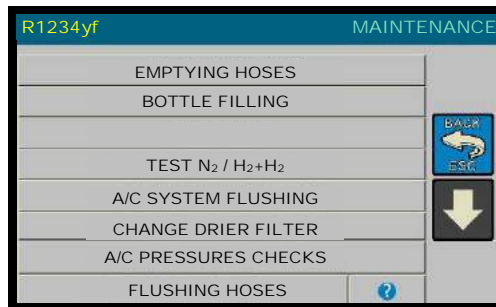 R1234yf MAINTENANCE
EMPTYING HOSES
BOTTLE FILLING
BACK
ESC
TEST N₂ / H₂+H₂
A/C SYSTEM FLUSHING
CHANGE DRIER FILTER
A/C PRESSURES CHECKS
FLUSHING HOSES ?